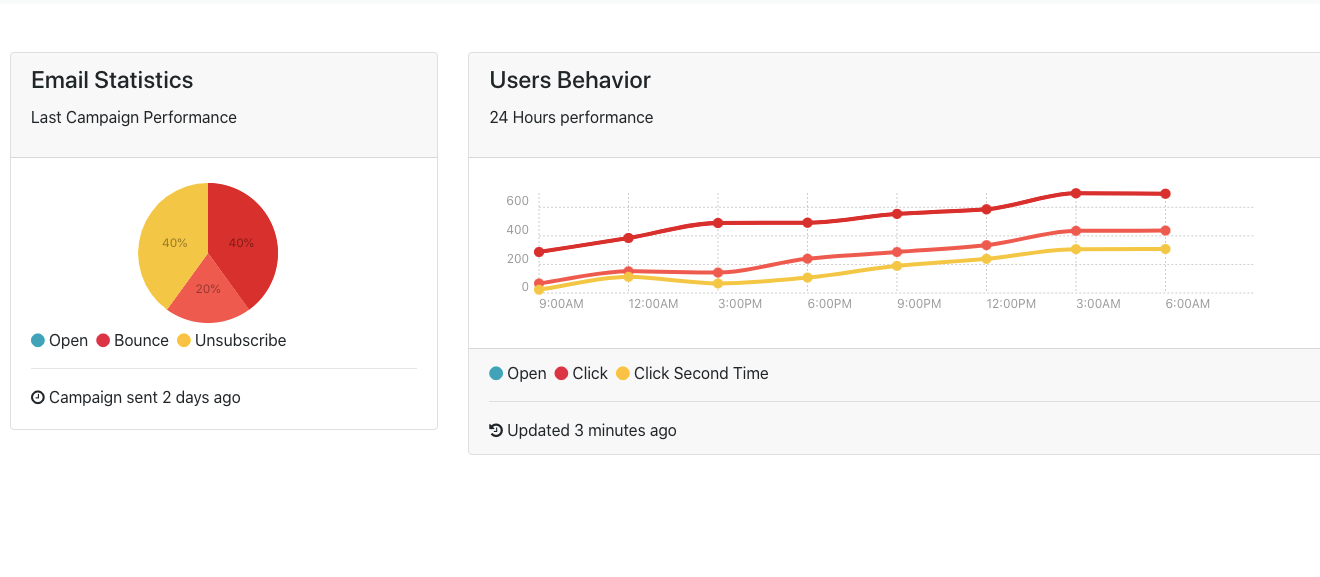 Email Statistics
Last Campaign Performance
40%
40%
20%
Open Bounce Unsubscribe
Campaign sent 2 days ago
Users Behavior
24 Hours performance
600
400
200
0
9:00AM 12:00AM 3:00PM 6:00PM 9:00PM 12:00PM 3:00AM 6:00AM
Open Click Click Second Time
Updated 3 minutes ago